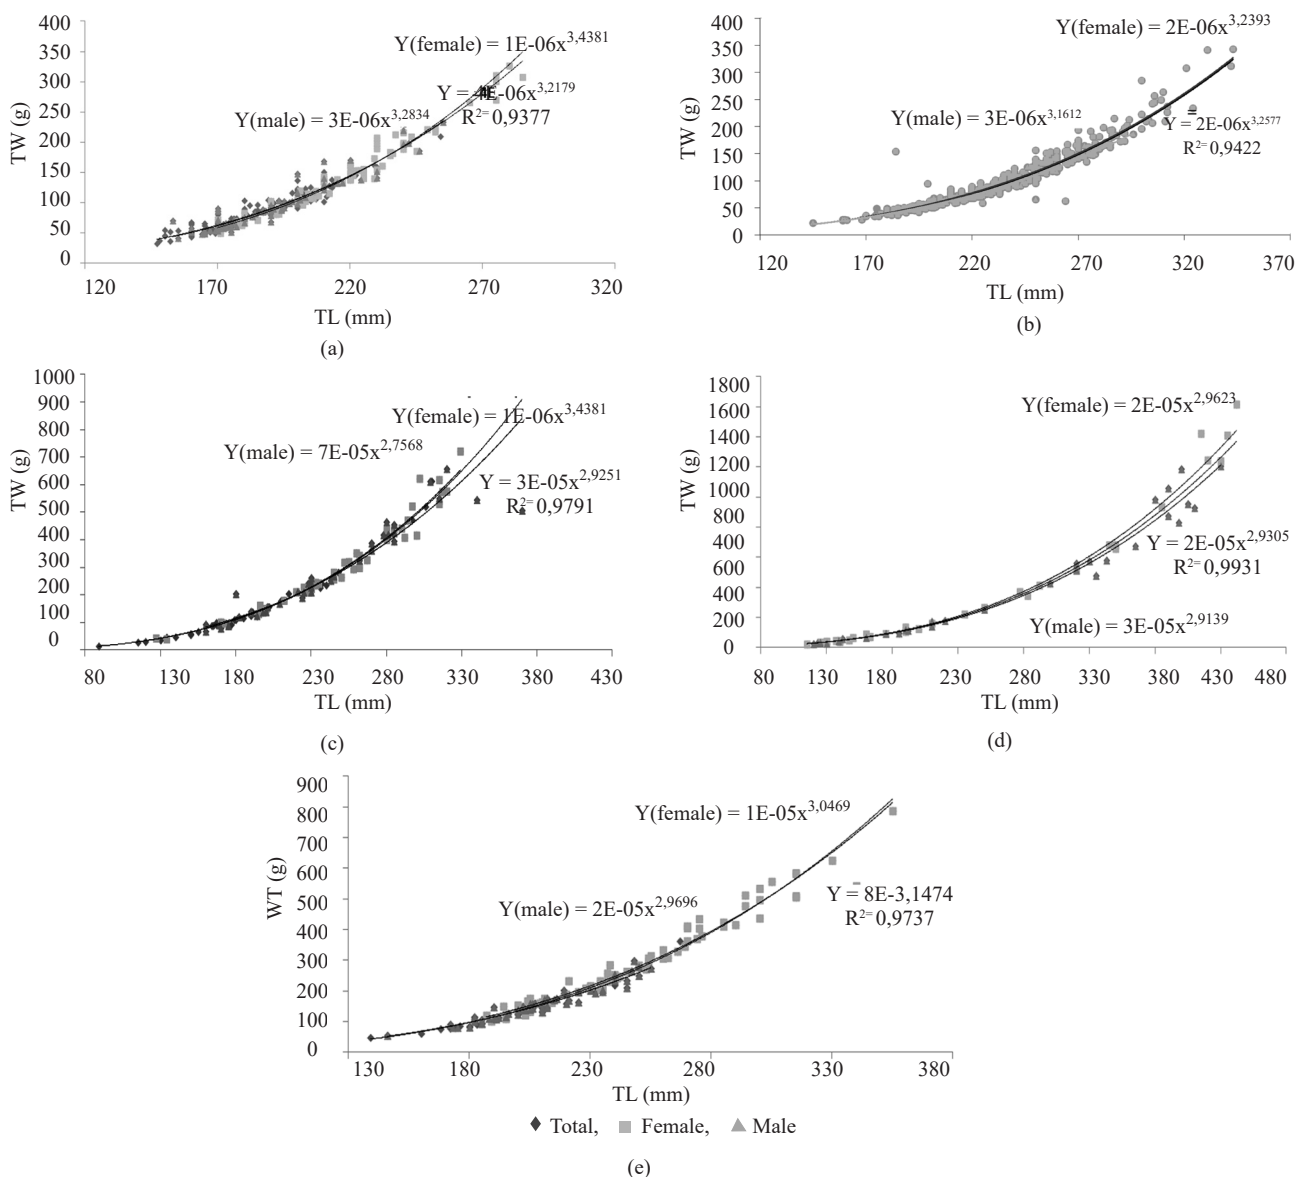 400
350
300
250
200
150
100
50
0
TW (g)
Y(female) = 1E-06x3,4381
Y = 4E-06x3,2179
R2= 0,9377
Y(male) = 3E-06x3,2834
120 170 220 270 320
TL (mm)
(a)
400
350
300
250
200
150
100
50
0
TW (g)
Y(female) = 2E-06x3,2393
Y(male) = 3E-06x3,1612
Y = 2E-06x3,2577
R2= 0,9422
120 170 220 270 320 370
TL (mm)
(b)
1000
900
800
700
600
500
400
300
200
100
0
TW (g)
Y(female) = 1E-06x3,4381
Y(male) = 7E-05x2,7568
Y = 3E-05x2,9251
R2= 0,9791
80 130 180 230 280 330 380 430
TL (mm)
(c)
1800
1600
1400
1200
1000
800
600
400
200
0
TW (g)
Y(female) = 2E-05x2,9623
Y = 2E-05x2,9305
R2= 0,9931
Y(male) = 3E-05x2,9139
80 130 180 230 280 330 380 430 480
TL (mm)
(d)
900
800
700
600
500
400
300
200
100
0
WT (g)
Y(female) = 1E-05x3,0469
Y = 8E-3,1474
R2= 0,9737
Y(male) = 2E-05x2,9696
130 180 230 280 330 380
TL (mm)
Total, Female, Male
(e)